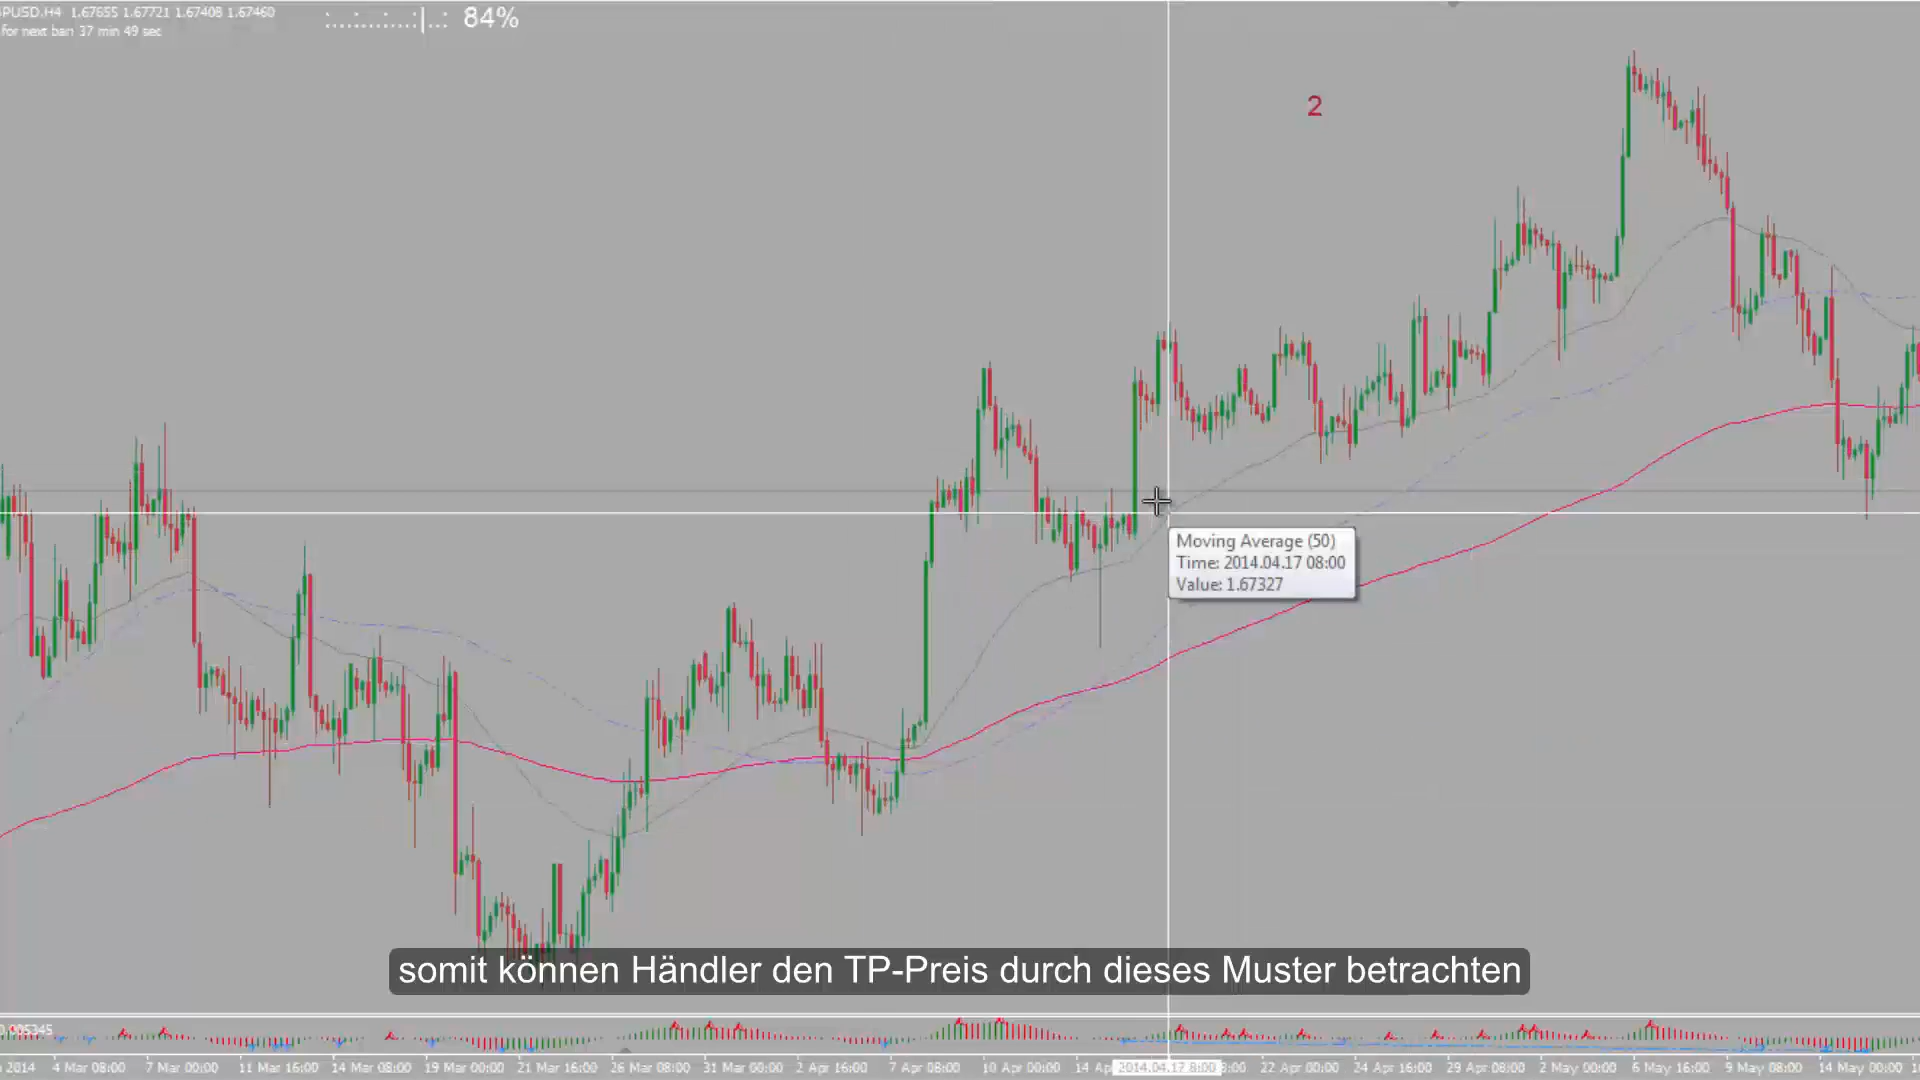 PUSD,H4 1.67655 1.67721 1.67408 1.67460
84%
for next bar: 37 min 49 sec
2
Moving Average (50)
Time: 2014.04.17 08:00
Value: 1.67327
somit können Händler den TP-Preis durch dieses Muster betrachten
2014 4 Mar 08:00 7 Mar 00:00 11 Mar 16:00 14 Mar 08:00 19 Mar 00:00 21 Mar 16:00 26 Mar 08:00 31 Mar 00:00 2 Apr 16:00 7 Apr 08:00 10 Apr 00:00 14 Ap 2014.04.17 8:00 8:00 22 Apr 00:00 24 Apr 16:00 29 Apr 08:00 2 May 00:00 6 May 16:00 9 May 08:00 14 May 00:00